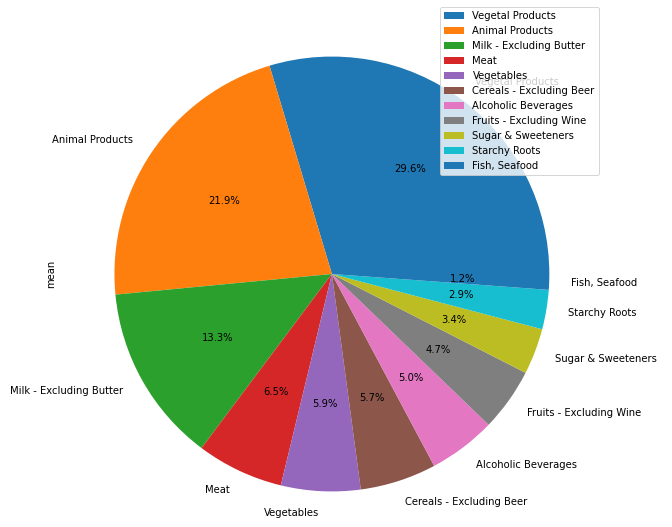 Vegetal Products
Animal Products
Milk - Excluding Butter
Meat
Vegetables
Cereals - Excluding Beer
Alcoholic Beverages
Fruits - Excluding Wine
Sugar & Sweeteners
Starchy Roots
Fish, Seafood
Vegetal Products
Animal Products
Milk - Excluding Butter
Meat
Vegetables
Cereals - Excluding Beer
Alcoholic Beverages
Fruits - Excluding Wine
Sugar & Sweeteners
Starchy Roots
Fish, Seafood
29.6%
21.9%
13.3%
6.5%
5.9%
5.7%
5.0%
4.7%
3.4%
2.9%
1.2%
mean